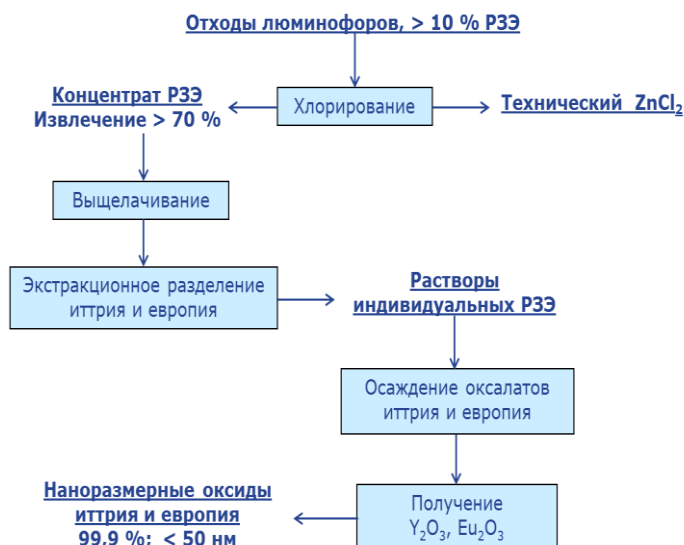 Отходы люминофоров, > 10 % РЗЭ
Концентрат РЗЭ
Извлечение > 70 %
Хлорирование
Технический ZnCl₂
Выщелачивание
Экстракционное разделение
иттрия и европия
Растворы
индивидуальных РЗЭ
Осаждение оксалатов
иттрия и европия
Наноразмерные оксиды
иттрия и европия
99,9 %; < 50 нм
Получение
Y₂O₃, Eu₂O₃